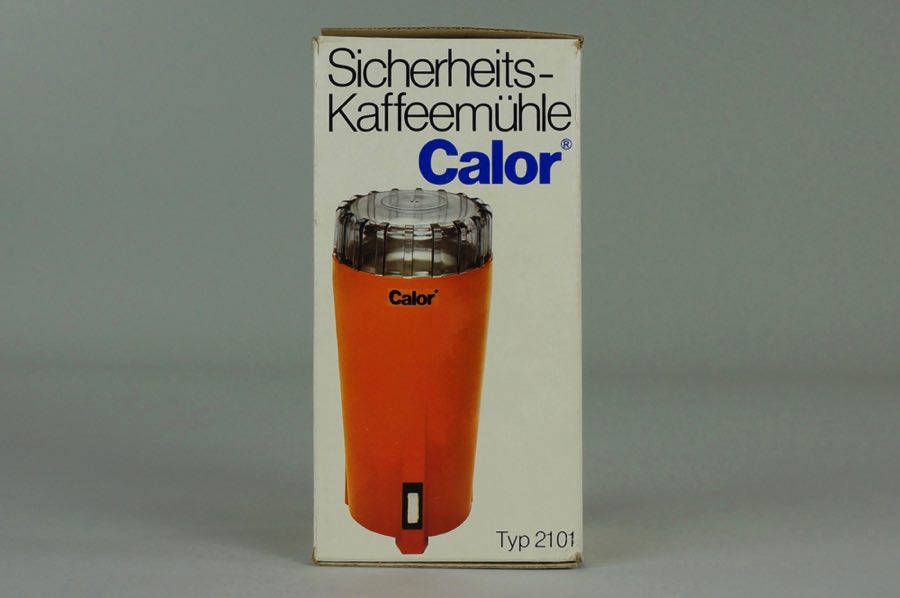 Sicherheits-
Kaffeemühle
Calor®
Calor®
Typ 2101